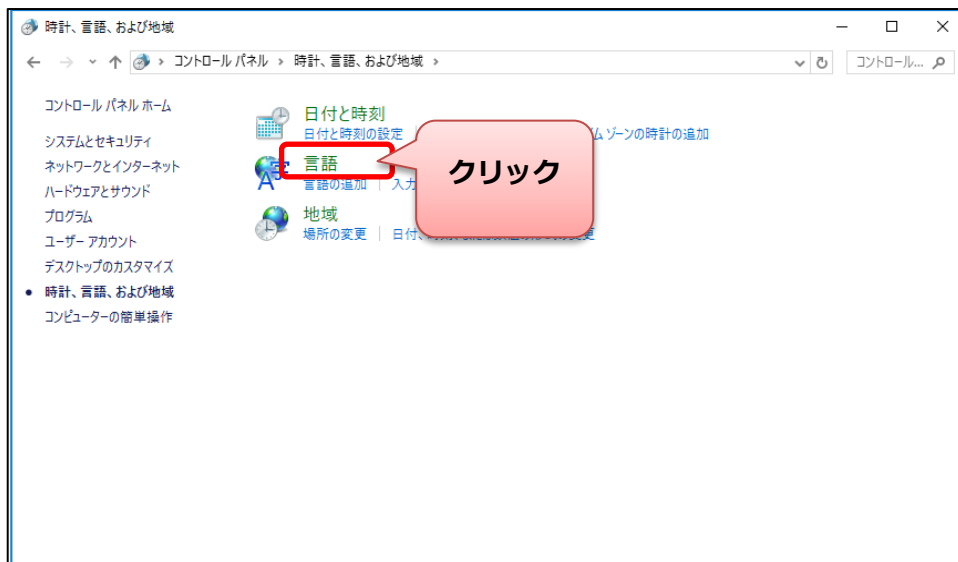 時計、言語、および地域
コントロール パネル › 時計、言語、および地域 ›
コントロール...
コントロール パネル ホーム
システムとセキュリティ
ネットワークとインターネット
ハードウェアとサウンド
プログラム
ユーザー アカウント
デスクトップのカスタマイズ
時計、言語、および地域
コンピューターの簡単操作
日付と時刻
日付と時刻の設定
ムゾーンの時計の追加
言語
言語の追加 | 入力
クリック
地域
場所の変更 | 日付、
変更